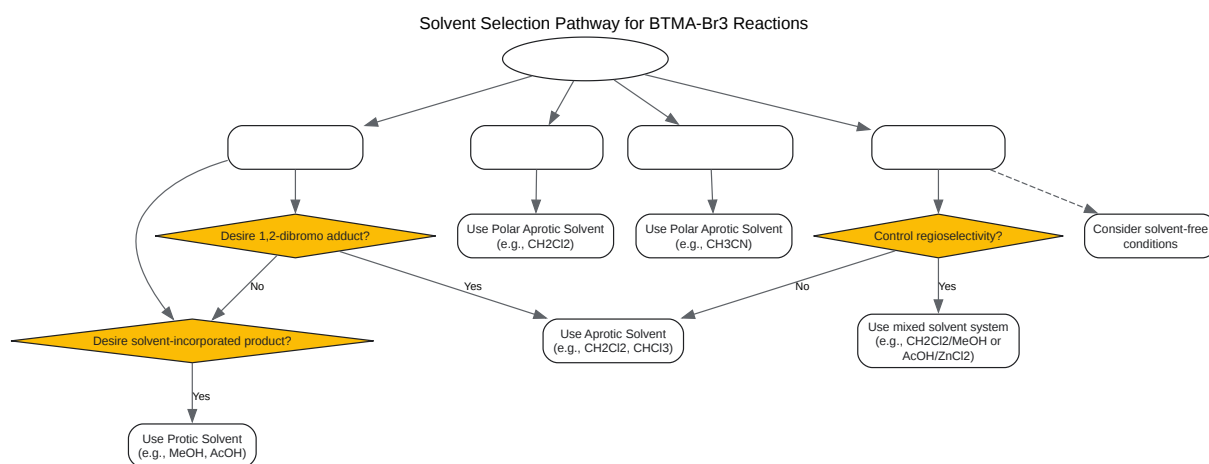 Solvent Selection Pathway for BTMA-Br3 Reactions
Use Polar Aprotic Solvent
(e.g., CH2Cl2)
Use Polar Aprotic Solvent
(e.g., CH3CN)
Desire 1,2-dibromo adduct?
Control regioselectivity?
Consider solvent-free
conditions
No
Yes
No
Yes
Desire solvent-incorporated product?
Use Aprotic Solvent
(e.g., CH2Cl2, CHCl3)
Use mixed solvent system
(e.g., CH2Cl2/MeOH or
AcOH/ZnCl2)
Yes
Use Protic Solvent
(e.g., MeOH, AcOH)